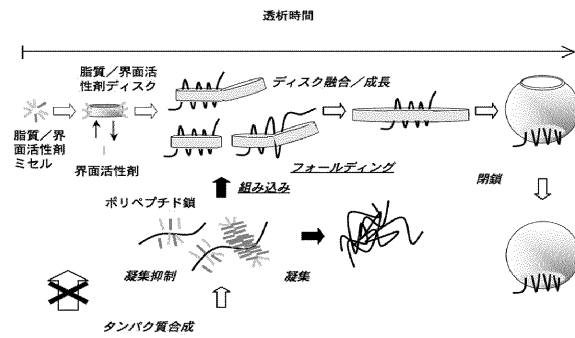 透析時間
脂質／界面活
性剤ディスク
ディスク融合／成長
脂質／界
面活性剤
ミセル
界面活性剤
フォールディング
組み込み
閉鎖
ポリペプチド鎖
凝集抑制
凝集
タンパク質合成